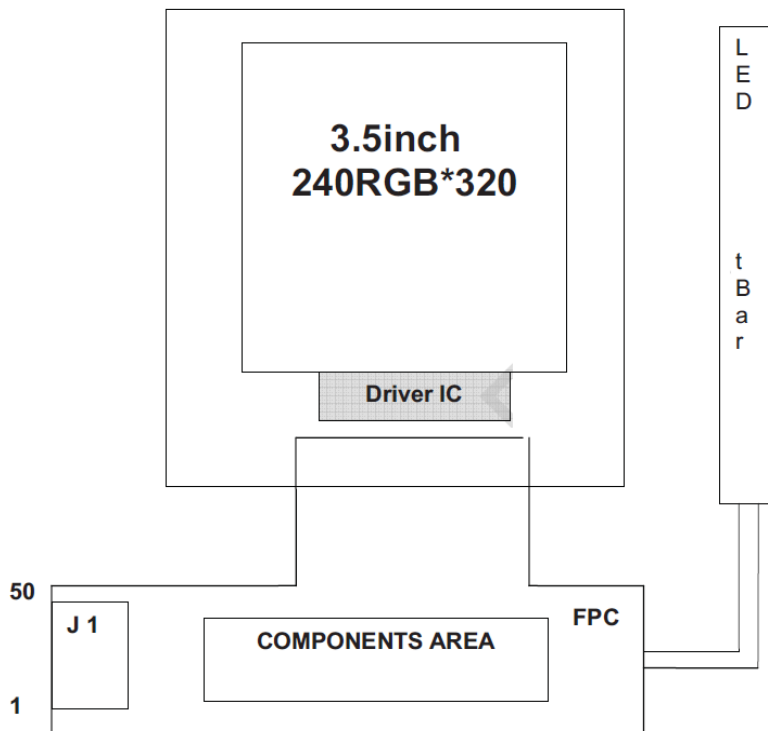 3.5inch
240RGB*320
Driver IC
L
E
D
t
B
a
r
50
J 1
COMPONENTS AREA
FPC
1